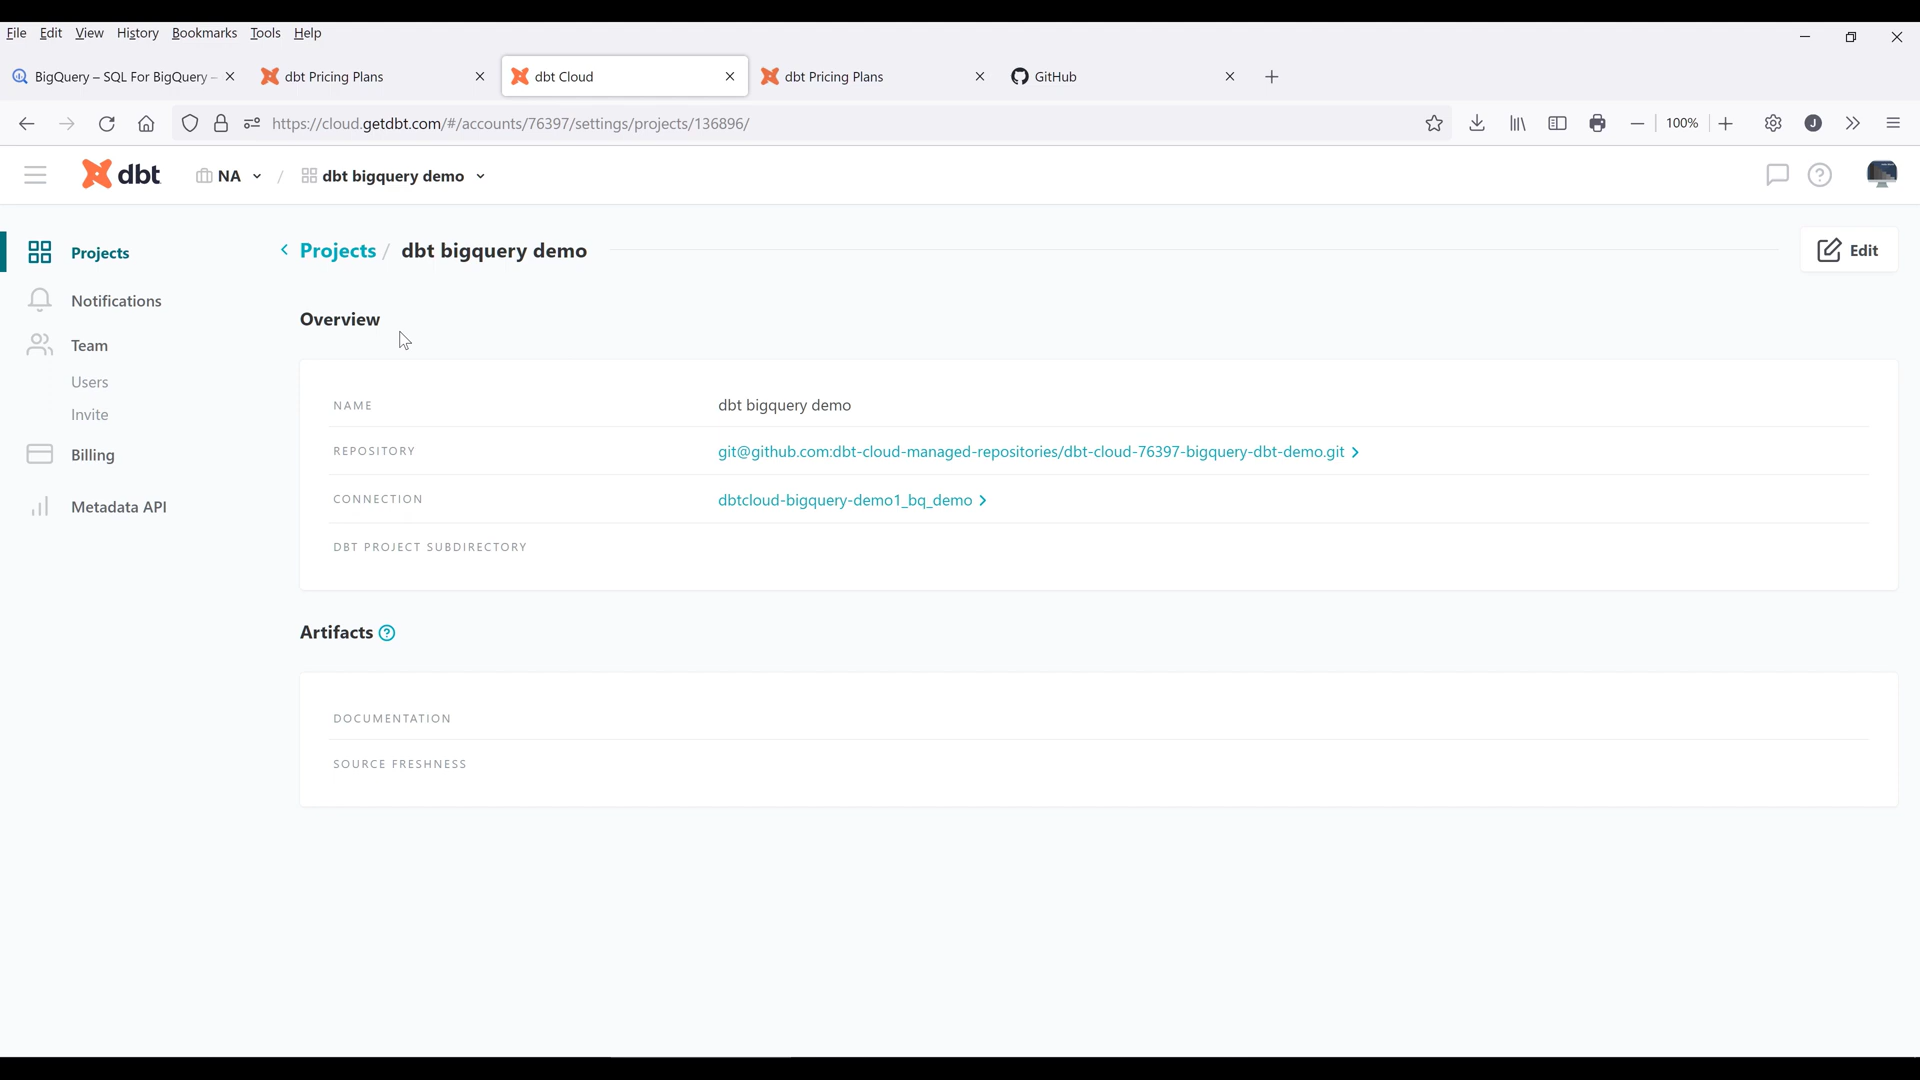 File Edit View History Bookmarks Tools Help
BigQuery – SQL For BigQuery – dbt Pricing Plans dbt Cloud dbt Pricing Plans GitHub
https://cloud.getdbt.com/#/accounts/76397/settings/projects/136896/ 100% J
dbt NA / dbt bigquery demo
Projects
Notifications
Team
Users
Invite
Billing
Metadata API
Projects / dbt bigquery demo Edit
Overview
NAME dbt bigquery demo
REPOSITORY git@github.com:dbt-cloud-managed-repositories/dbt-cloud-76397-bigquery-dbt-demo.git
CONNECTION dbtcloud-bigquery-demo1_bq_demo
DBT PROJECT SUBDIRECTORY
Artifacts
DOCUMENTATION
SOURCE FRESHNESS